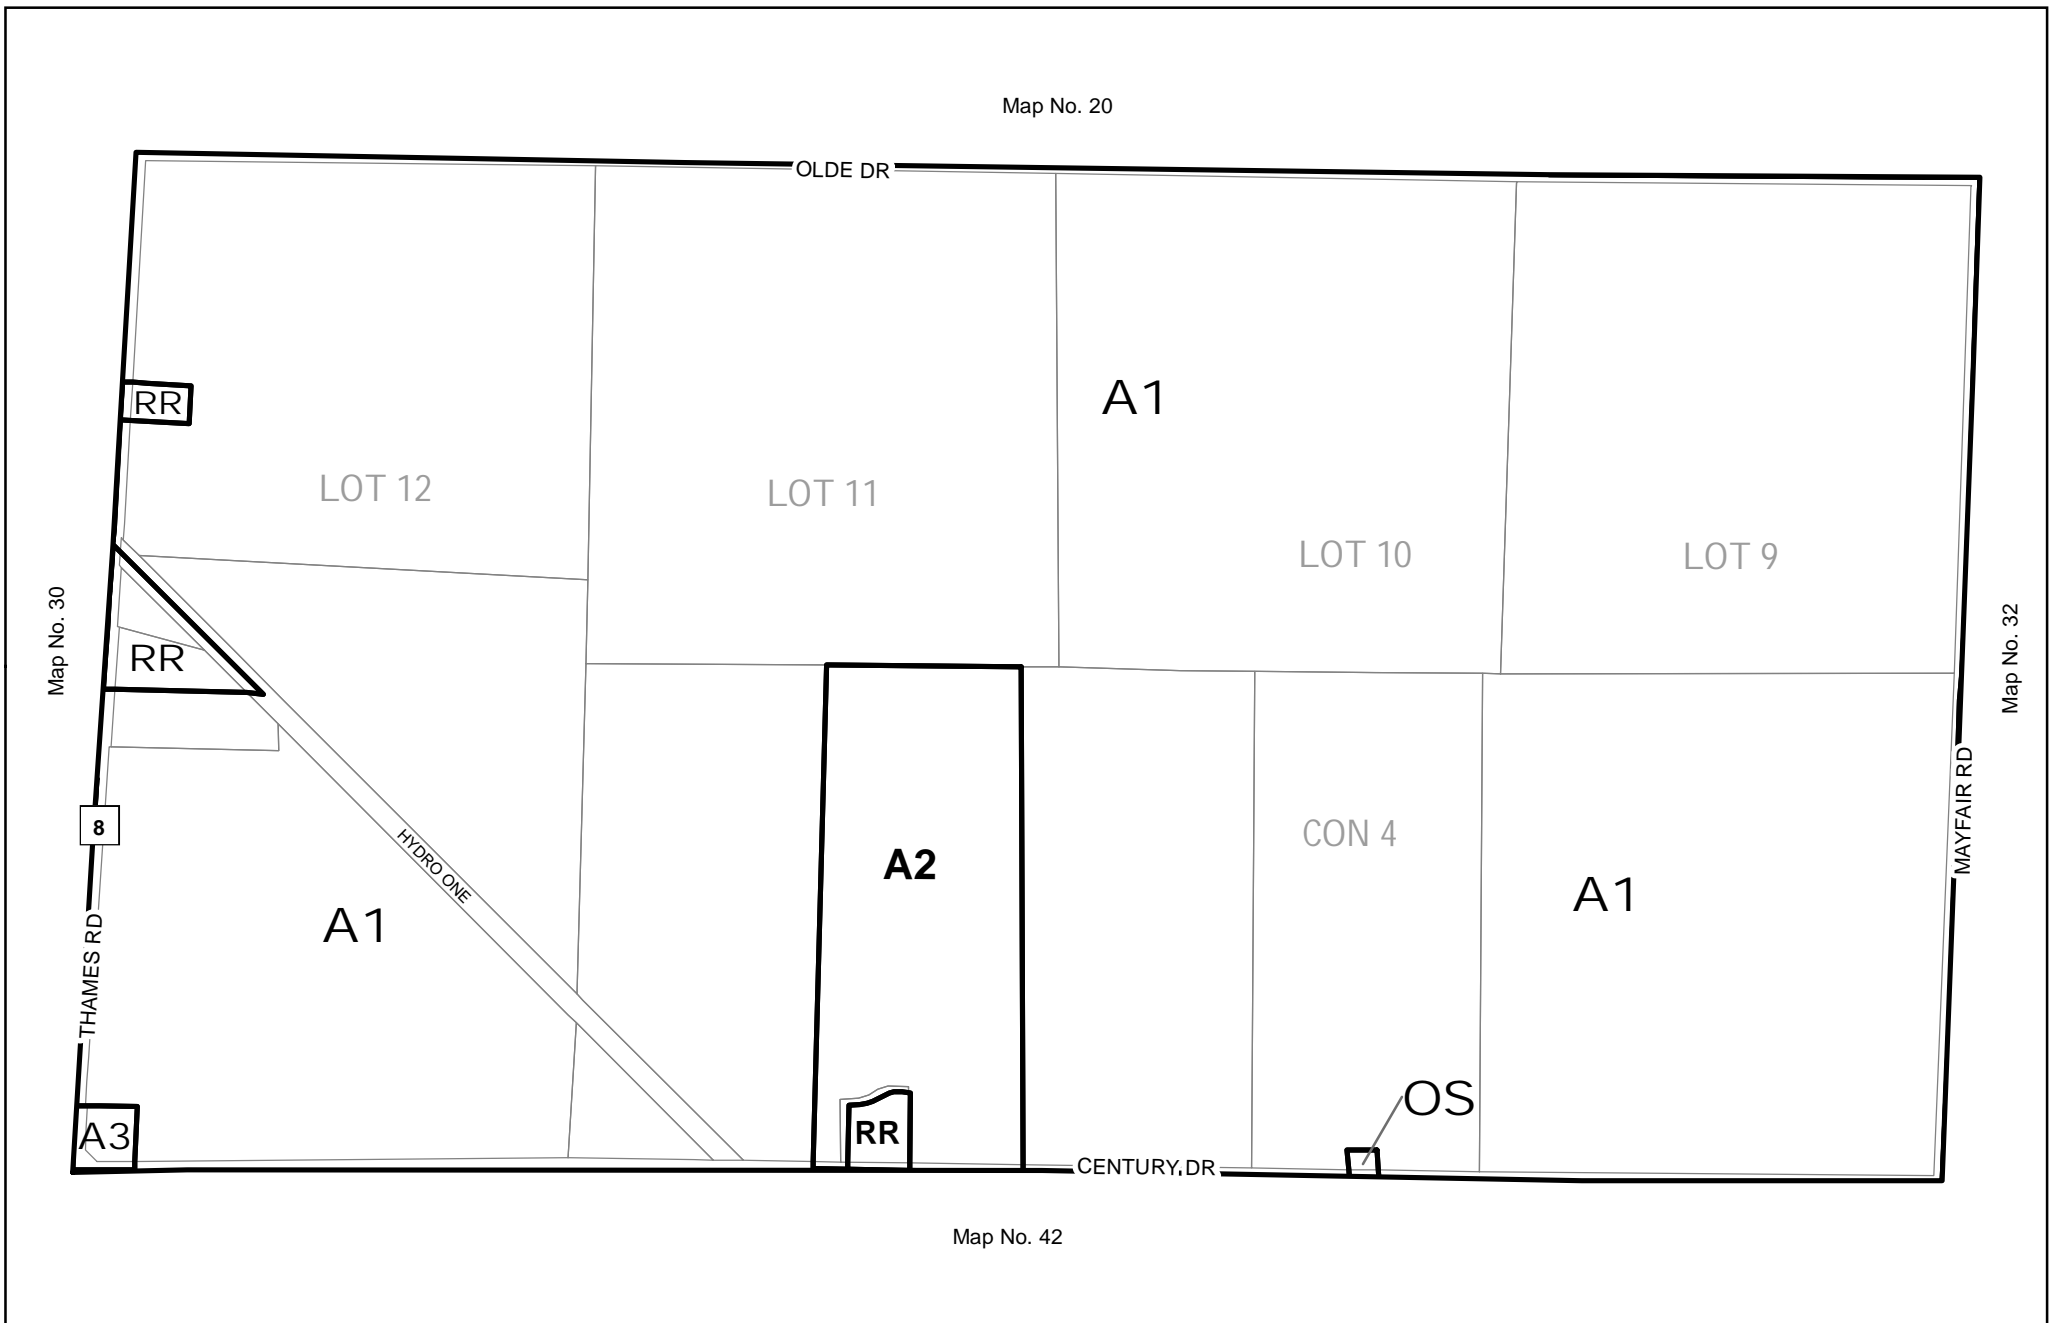 Map No. 20
OLDE DR
A1
RR
LOT 12
LOT 11
LOT 10
LOT 9
Map No. 30
RR
Map No. 32
8
HYDRO ONE
A2
CON 4
MAYFAIR RD
A1
A1
THAMES RD
OS
A3
RR
CENTURY DR
Map No. 42